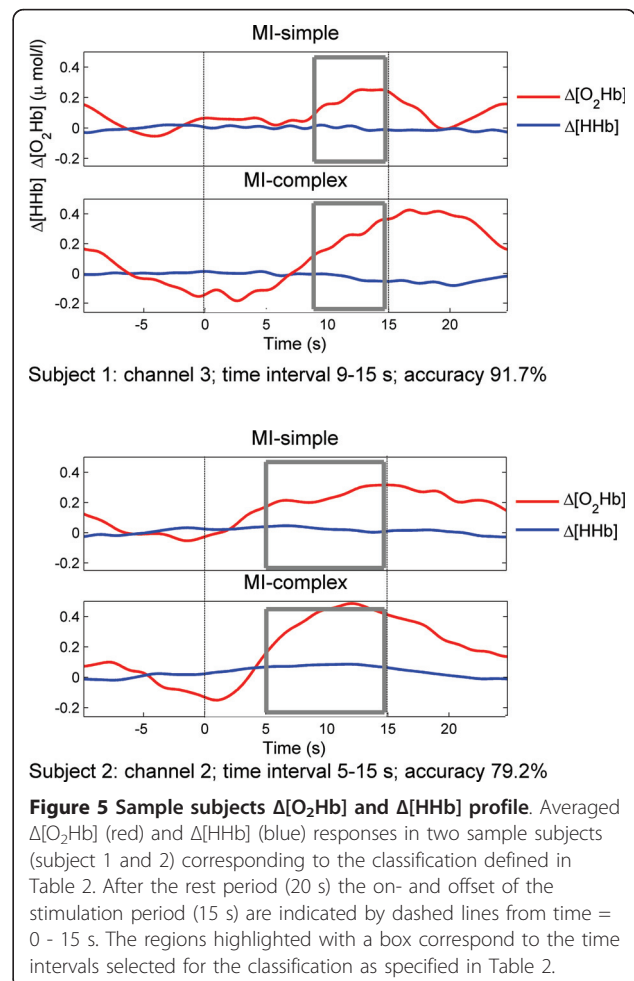 MI-simple
Δ[O₂Hb] (μ mol/l)
Δ[HHb]
0.4
0.2
0
-0.2
Δ[O₂Hb]
Δ[HHb]
MI-complex
0.4
0.2
0
-0.2
-5 0 5 10 15 20
Time (s)
Subject 1: channel 3; time interval 9-15 s; accuracy 91.7%
MI-simple
0.4
0.2
0
-0.2
Δ[O₂Hb]
Δ[HHb]
MI-complex
0.4
0.2
0
-0.2
-5 0 5 10 15 20
Time (s)
Subject 2: channel 2; time interval 5-15 s; accuracy 79.2%
Figure 5 Sample subjects Δ[O₂Hb] and Δ[HHb] profile. Averaged
Δ[O₂Hb] (red) and Δ[HHb] (blue) responses in two sample subjects
(subject 1 and 2) corresponding to the classification defined in
Table 2. After the rest period (20 s) the on- and offset of the
stimulation period (15 s) are indicated by dashed lines from time =
0 - 15 s. The regions highlighted with a box correspond to the time
intervals selected for the classification as specified in Table 2.